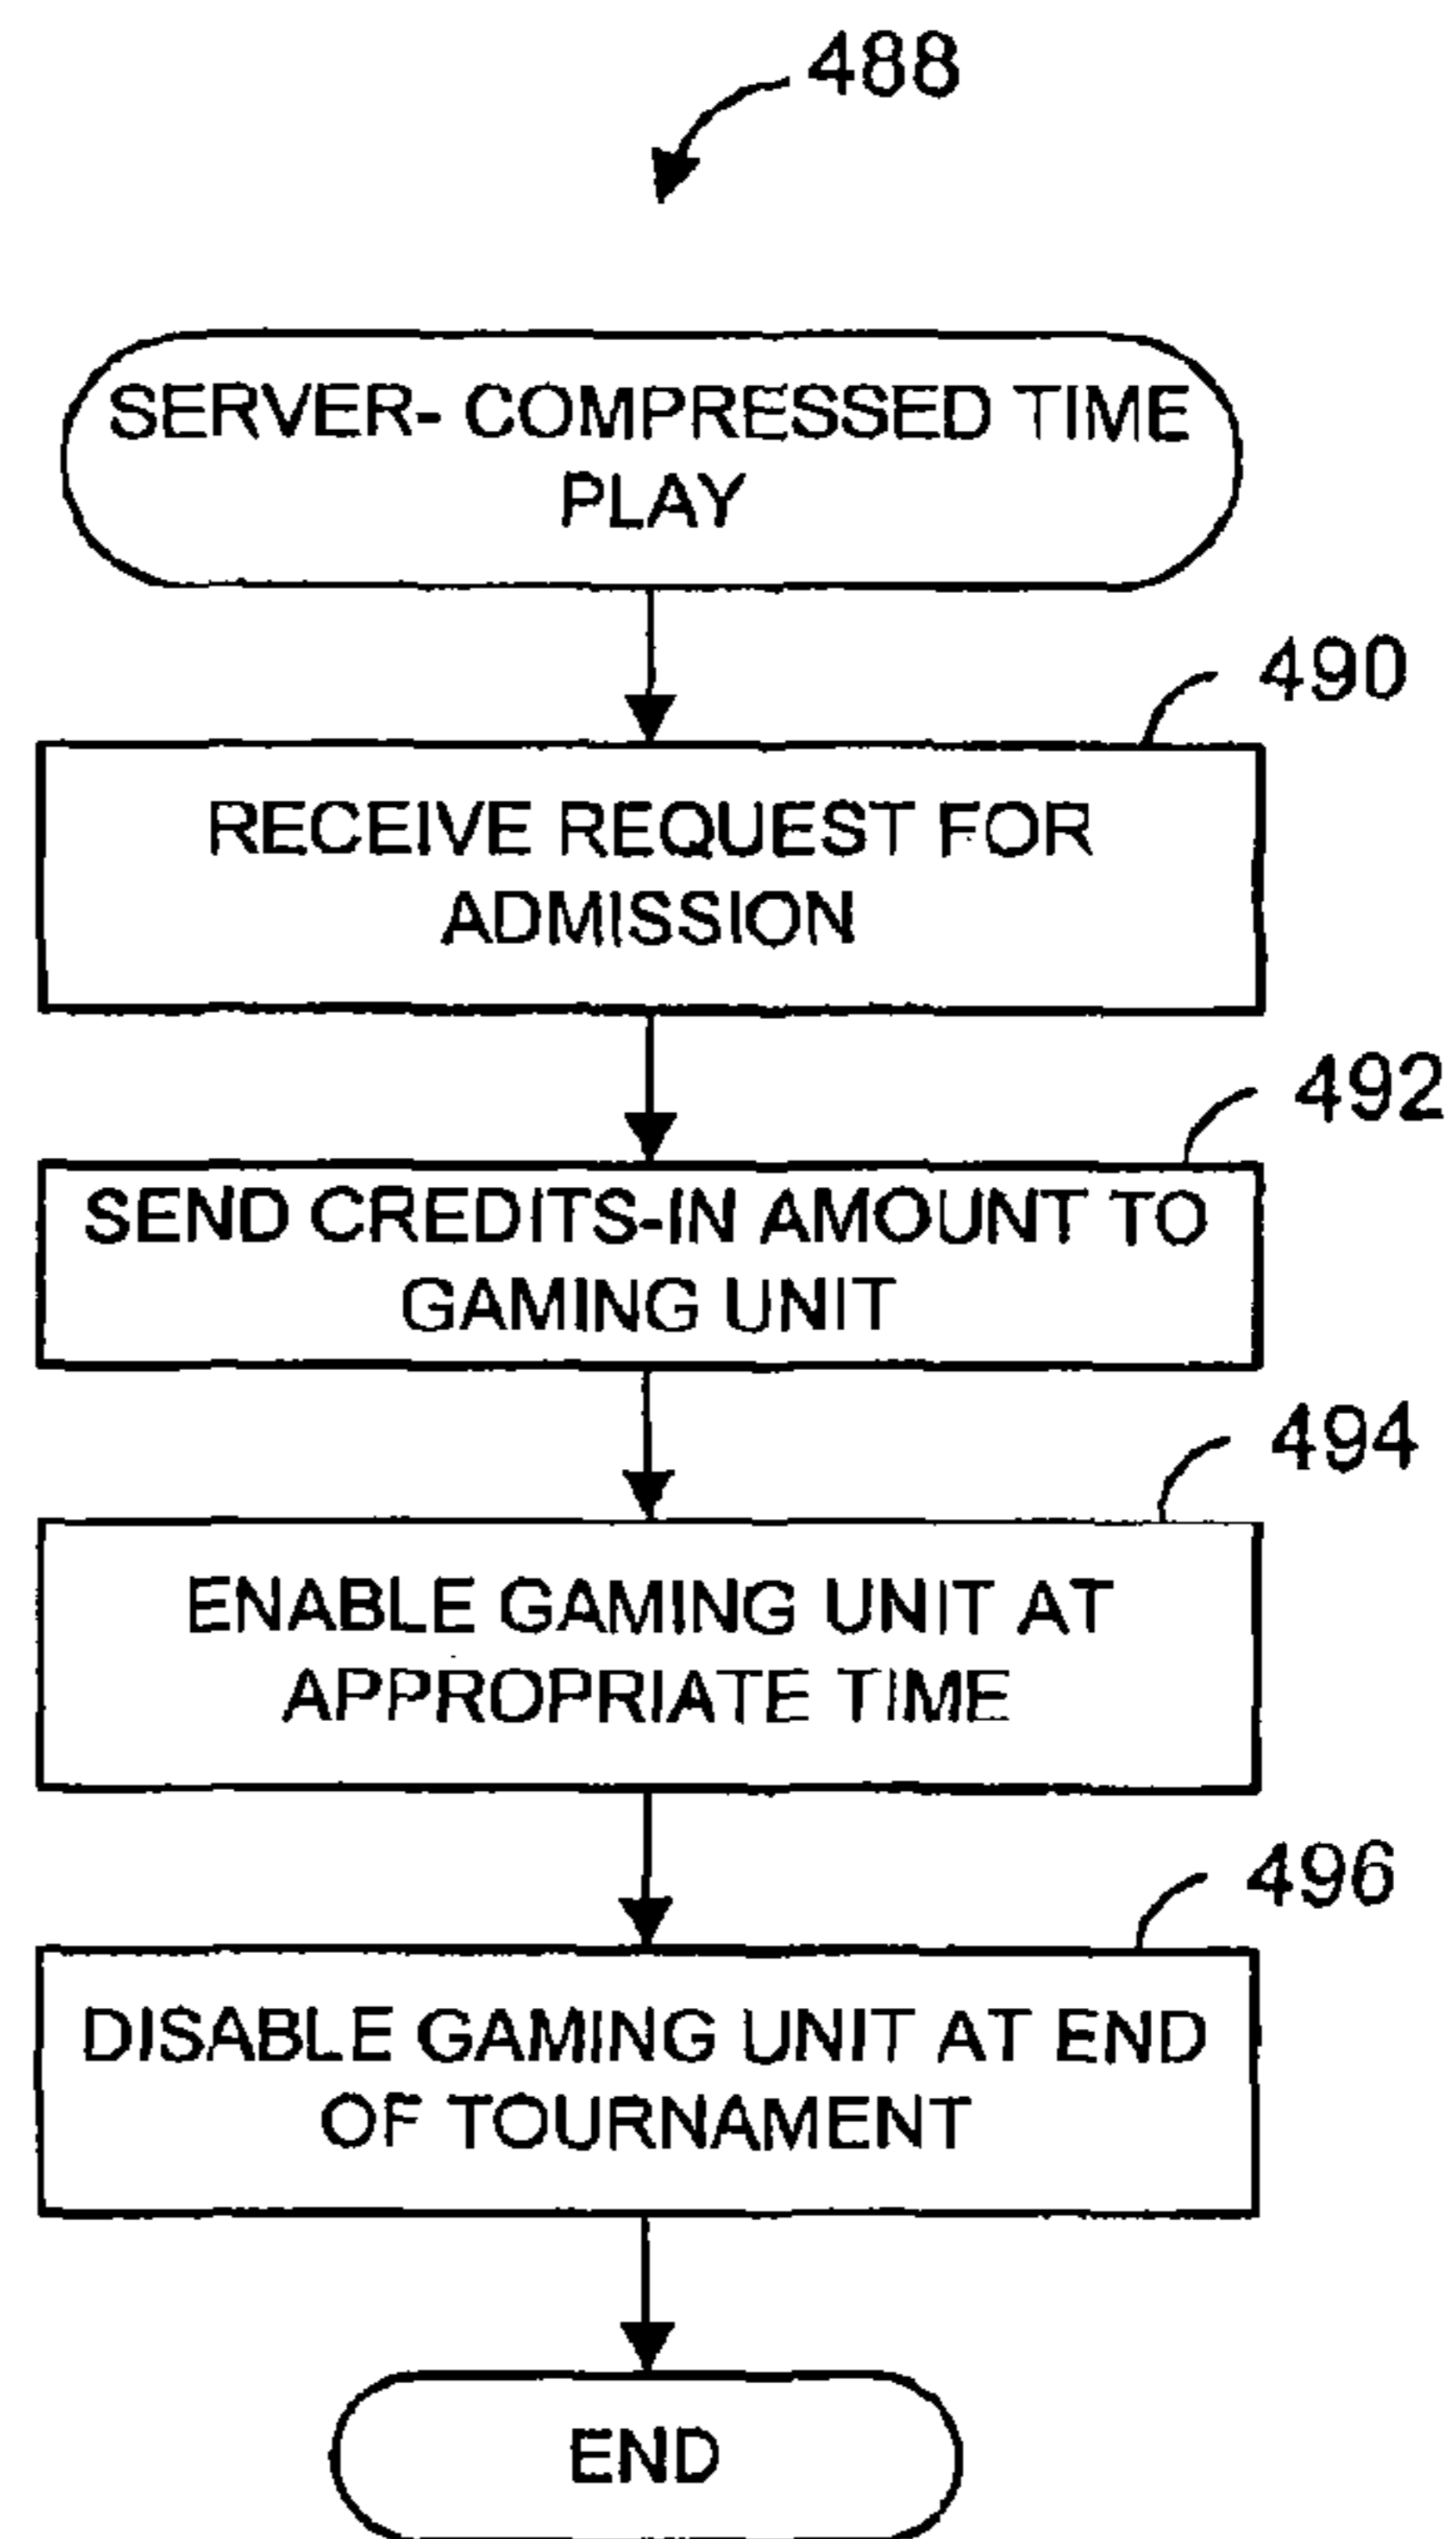 488
SERVER- COMPRESSED TIME
PLAY
490
RECEIVE REQUEST FOR
ADMISSION
492
SEND CREDITS-IN AMOUNT TO
GAMING UNIT
494
ENABLE GAMING UNIT AT
APPROPRIATE TIME
496
DISABLE GAMING UNIT AT END
OF TOURNAMENT
END